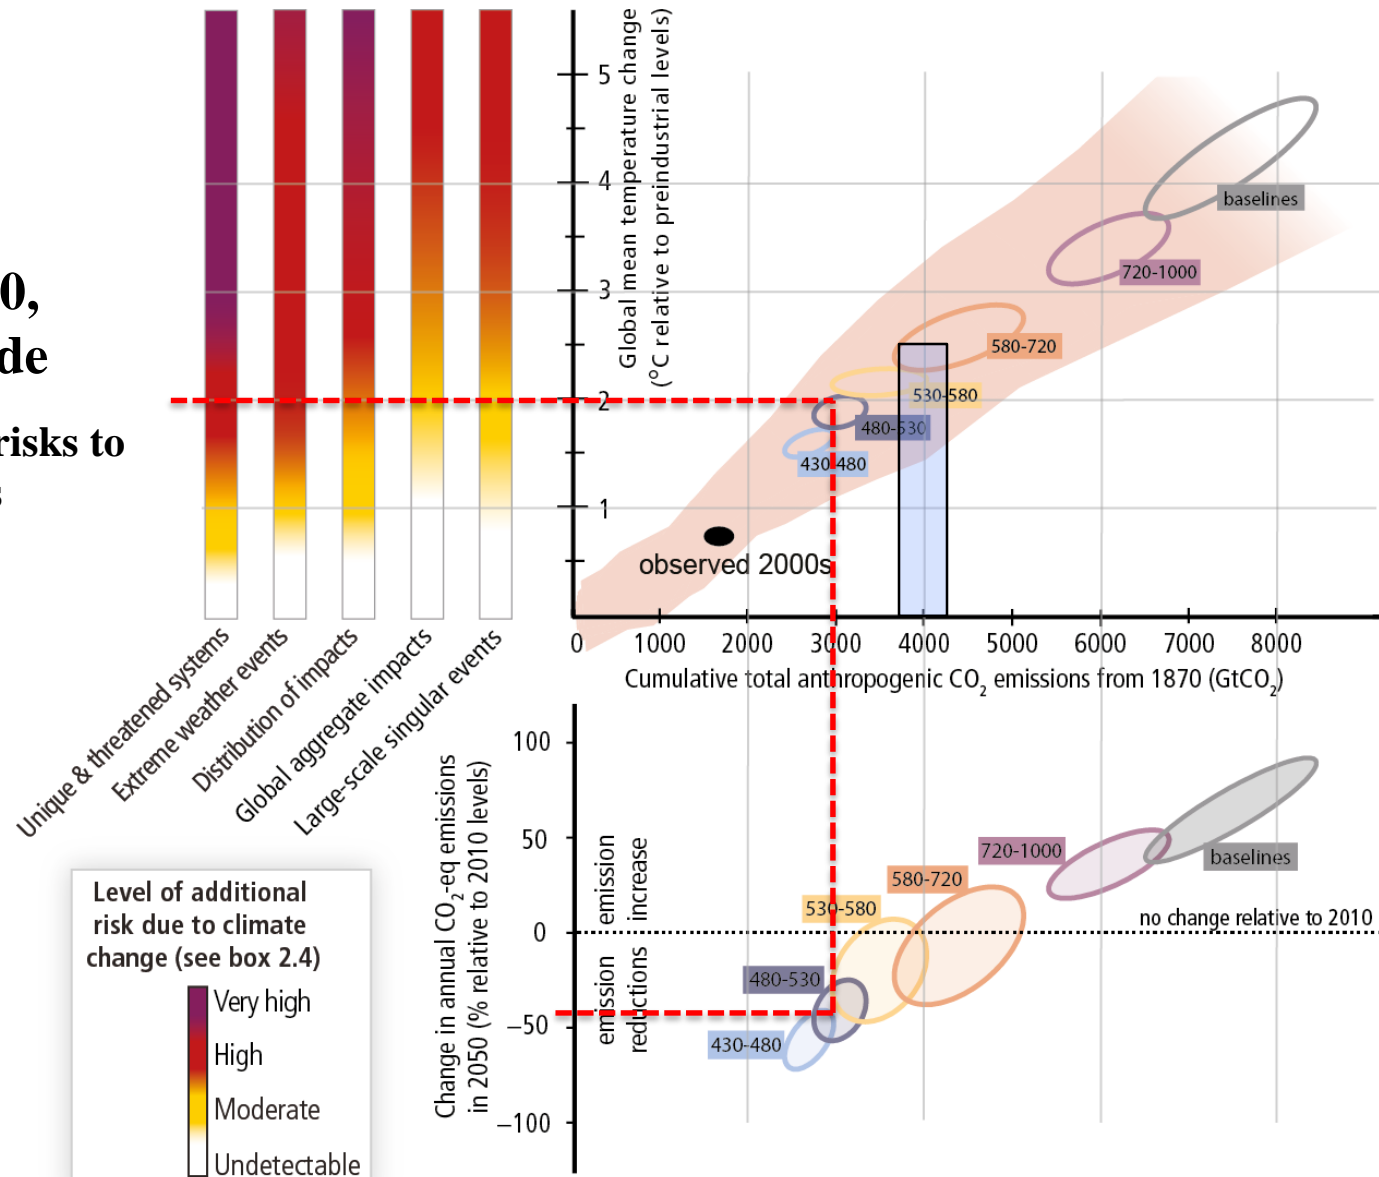 0,
de
risks to
s
Global mean temperature change
(°C relative to preindustrial levels)
5
4
3
2
1
baselines
720-1000
580-720
530-580
480-530
430-480
observed 2000s
0 1000 2000 3000 4000 5000 6000 7000 8000
Cumulative total anthropogenic CO2 emissions from 1870 (GtCO2)
Unique & threatened systems
Extreme weather events
Distribution of impacts
Global aggregate impacts
Large-scale singular events
Level of additional
risk due to climate
change (see box 2.4)
Very high
High
Moderate
Undetectable
Change in annual CO2-eq emissions
in 2050 (% relative to 2010 levels)
100
50
0
−50
−100
emission
increase
emission
reductions
720-1000
baselines
580-720
530-580
no change relative to 2010
480-530
430-480